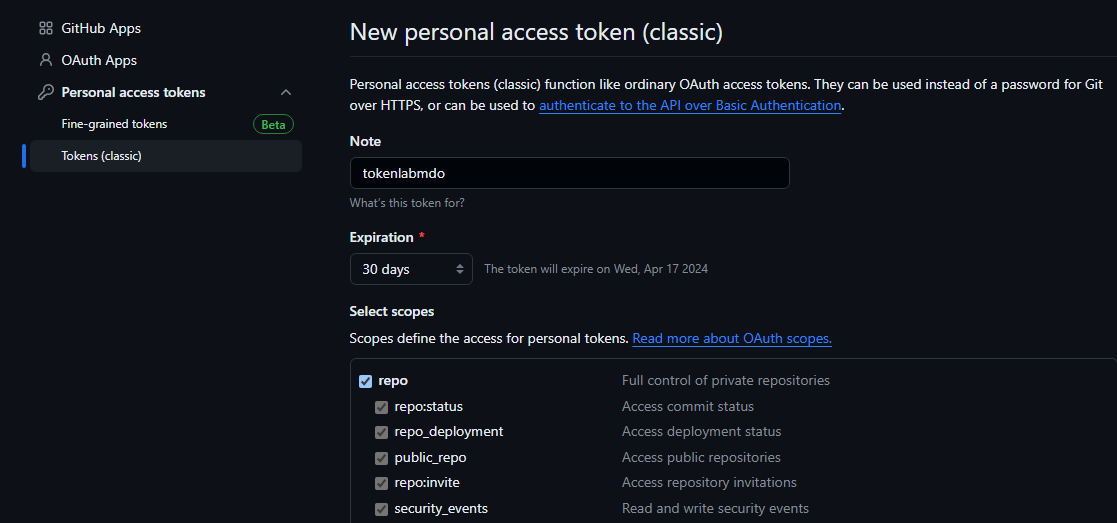 GitHub Apps
OAuth Apps
Personal access tokens
Fine-grained tokens Beta
Tokens (classic)
New personal access token (classic)
Personal access tokens (classic) function like ordinary OAuth access tokens. They can be used instead of a password for Git
over HTTPS, or can be used to authenticate to the API over Basic Authentication.
Note
tokenlabmdo
What's this token for?
Expiration *
30 days The token will expire on Wed, Apr 17 2024
Select scopes
Scopes define the access for personal tokens. Read more about OAuth scopes.
repo Full control of private repositories
repo:status Access commit status
repo_deployment Access deployment status
public_repo Access public repositories
repo:invite Access repository invitations
security_events Read and write security events